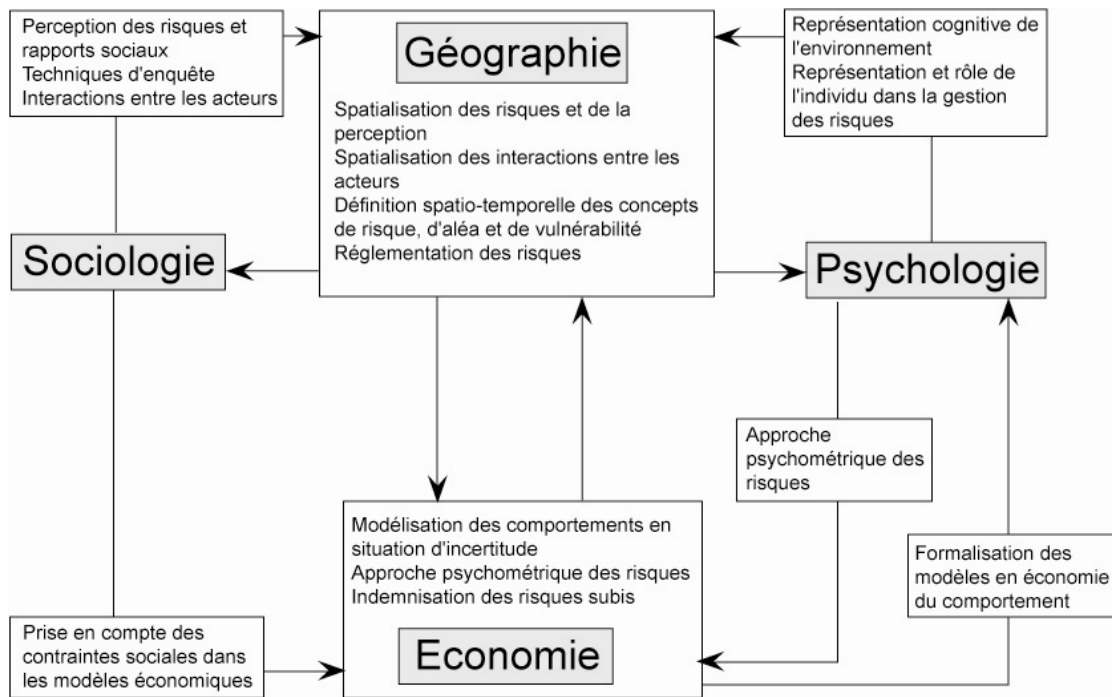 Perception des risques et
rapports sociaux
Techniques d'enquête
Interactions entre les acteurs
Géographie
Spatialisation des risques et de la
perception
Spatialisation des interactions entre les
acteurs
Définition spatio-temporelle des concepts
de risque, d'aléa et de vulnérabilité
Réglementation des risques
Représentation cognitive de
l'environnement
Représentation et rôle de
l'individu dans la gestion
des risques
Sociologie
Psychologie
Approche
psychométrique des
risques
Modélisation des comportements en
situation d'incertitude
Approche psychométrique des risques
Indemnisation des risques subis
Economie
Formalisation des
modèles en économie
du comportement
Prise en compte des
contraintes sociales dans
les modèles économiques